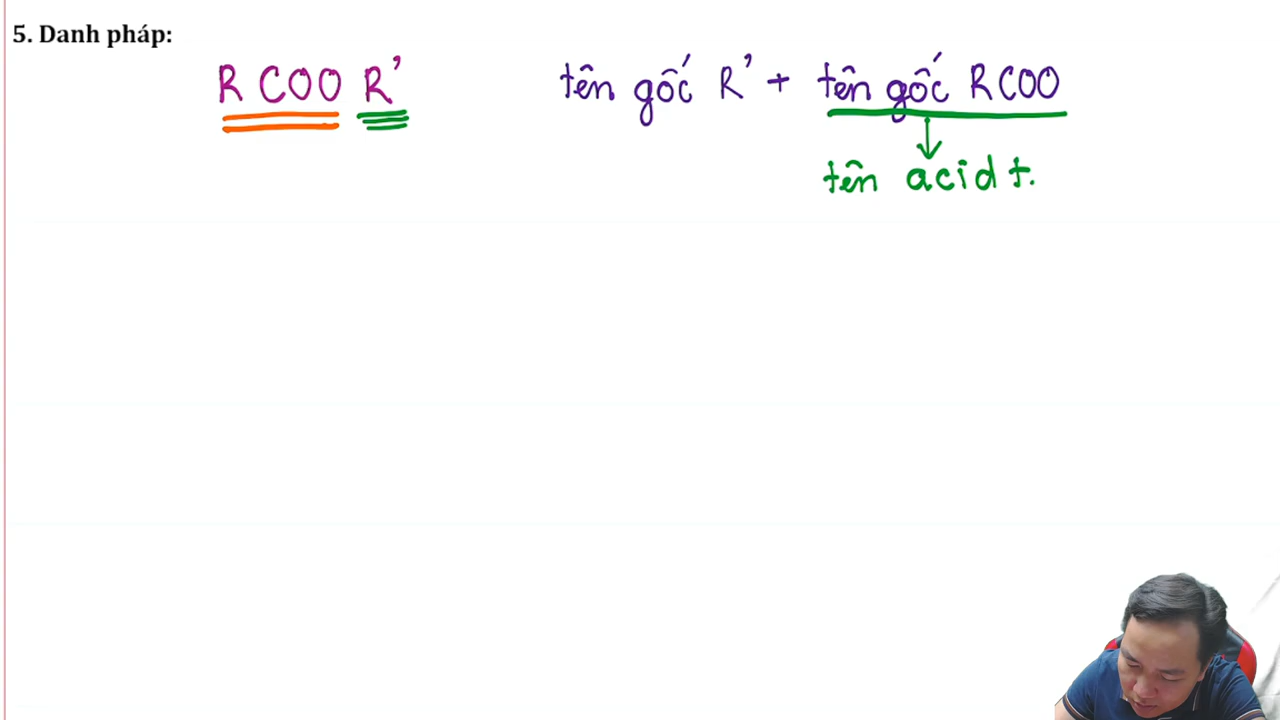 5. Danh pháp:
RCOOR' tên gốc R' + tên gốc RCOO
tên acid t.